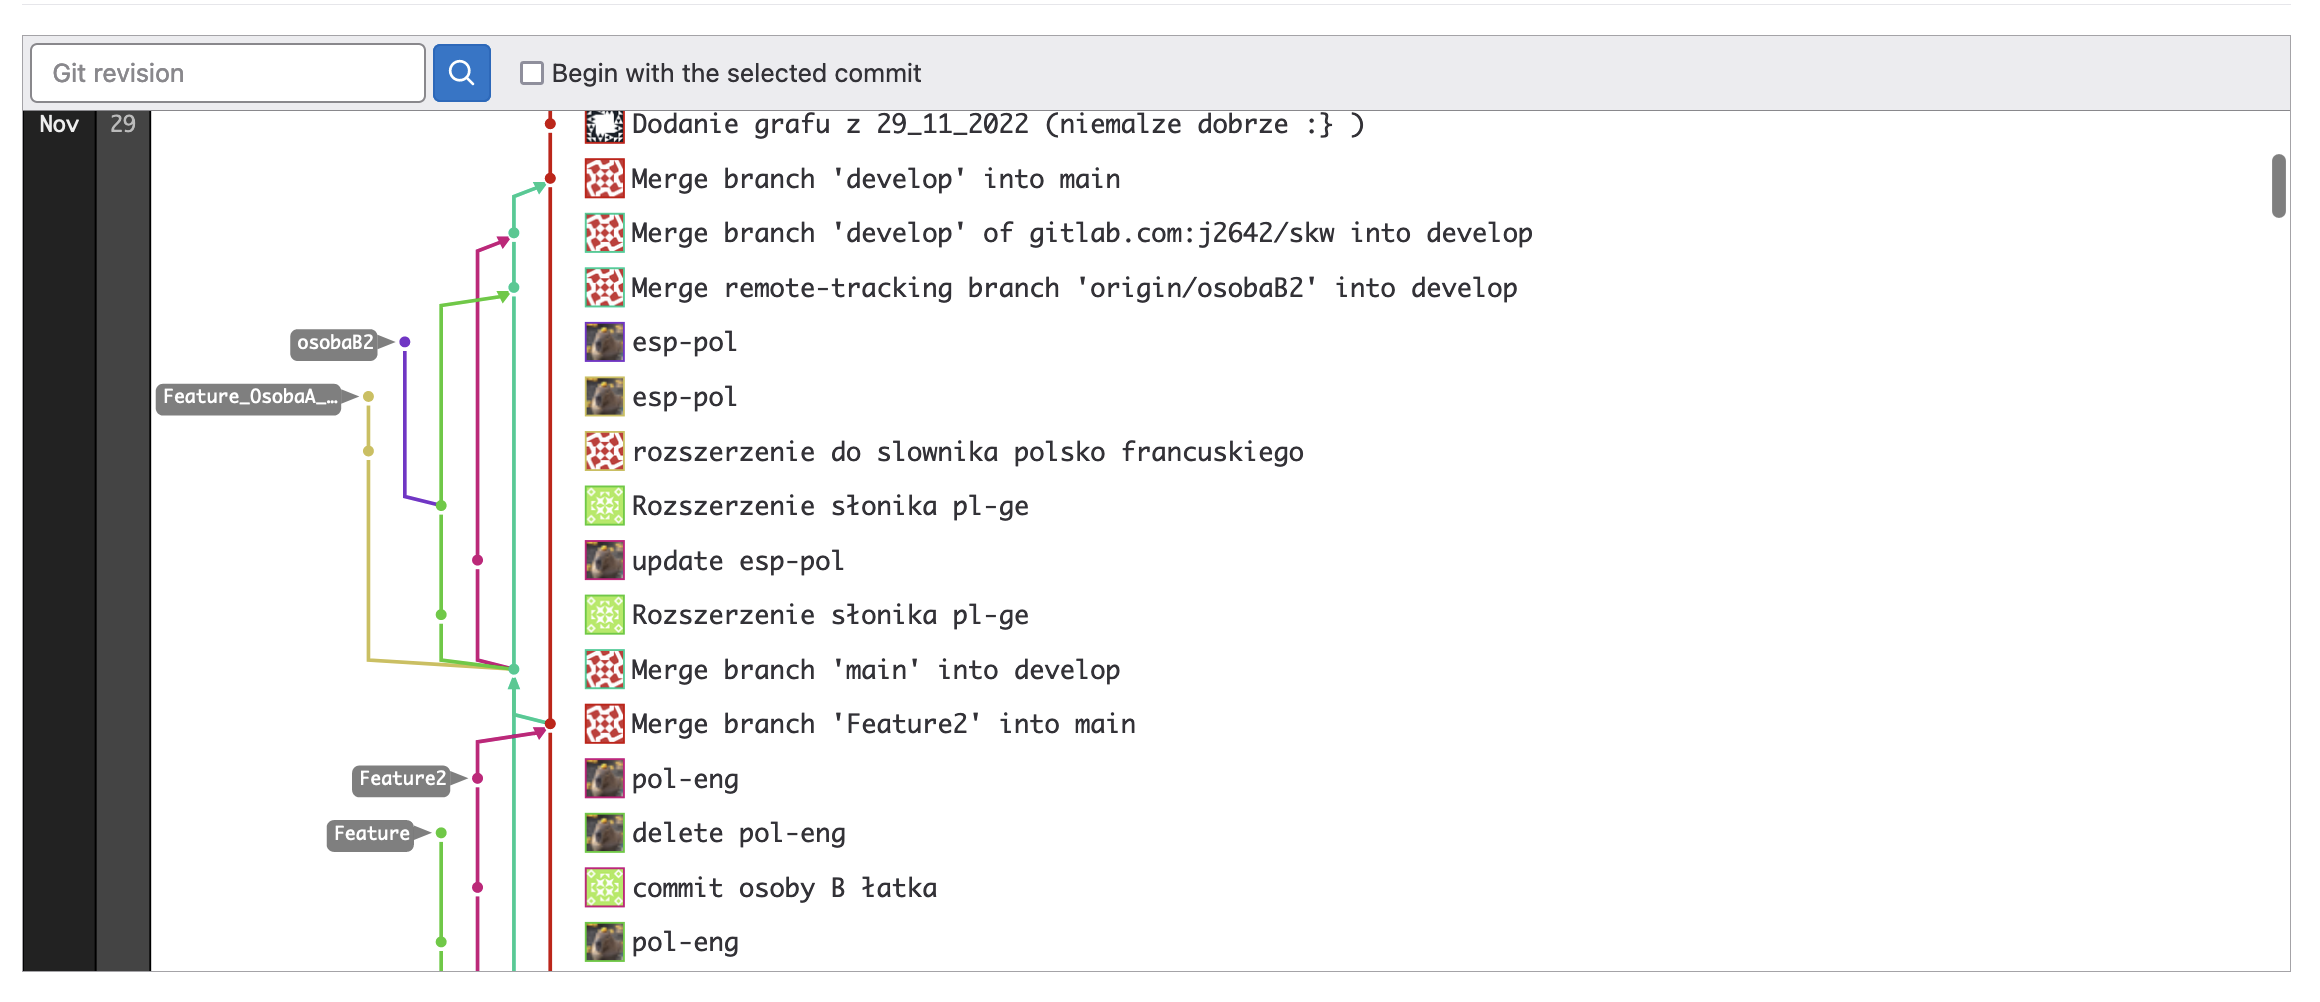 Git revision Begin with the selected commit
Nov 29 Dodanie grafu z 29_11_2022 (niemalze dobrze :} )
Merge branch 'develop' into main
Merge branch 'develop' of gitlab.com:j2642/skw into develop
Merge remote-tracking branch 'origin/osobaB2' into develop
osobaB2 esp-pol
Feature_OsobaA_… esp-pol
rozszerzenie do slownika polsko francuskiego
Rozszerzenie słonika pl-ge
update esp-pol
Rozszerzenie słonika pl-ge
Merge branch 'main' into develop
Merge branch 'Feature2' into main
Feature2 pol-eng
Feature delete pol-eng
commit osoby B łatka
pol-eng